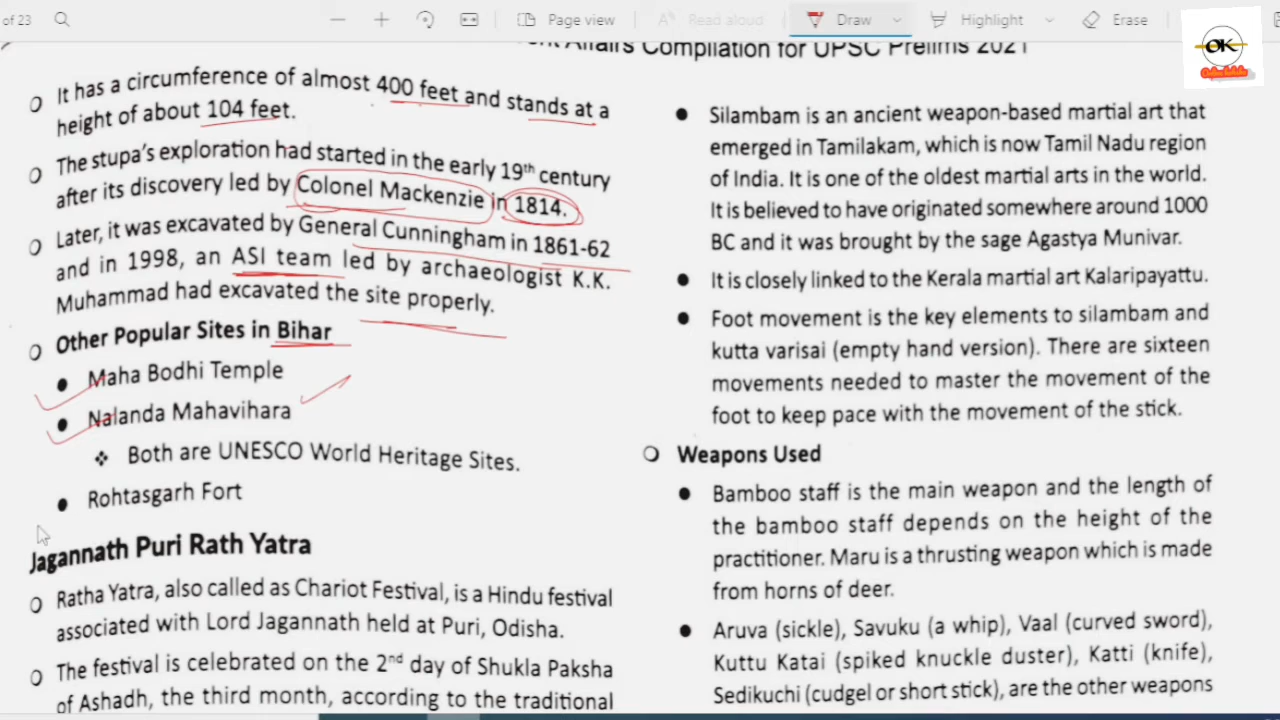 of 23
Page view
Read aloud
Draw
Highlight
Erase
Affairs Compilation for UPSC Prelims 2021
OK
It has a circumference of almost 400 feet and stands at a
height of about 104 feet.
The stupa's exploration had started in the early 19th century
after its discovery led by Colonel Mackenzie in 1814.
Later, it was excavated by General Cunningham in 1861-62
and in 1998, an ASI team led by archaeologist K.K.
Muhammad had excavated the site properly.
Other Popular Sites in Bihar
Maha Bodhi Temple
Nalanda Mahavihara
Both are UNESCO World Heritage Sites.
Rohtasgarh Fort
Jagannath Puri Rath Yatra
Ratha Yatra, also called as Chariot Festival, is a Hindu festival
associated with Lord Jagannath held at Puri, Odisha.
The festival is celebrated on the 2nd day of Shukla Paksha
of Ashadh, the third month, according to the traditional
Silambam is an ancient weapon-based martial art that
emerged in Tamilakam, which is now Tamil Nadu region
of India. It is one of the oldest martial arts in the world.
It is believed to have originated somewhere around 1000
BC and it was brought by the sage Agastya Munivar.
It is closely linked to the Kerala martial art Kalaripayattu.
Foot movement is the key elements to silambam and
kutta varisai (empty hand version). There are sixteen
movements needed to master the movement of the
foot to keep pace with the movement of the stick.
Weapons Used
Bamboo staff is the main weapon and the length of
the bamboo staff depends on the height of the
practitioner. Maru is a thrusting weapon which is made
from horns of deer.
Aruva (sickle), Savuku (a whip), Vaal (curved sword),
Kuttu Katai (spiked knuckle duster), Katti (knife),
Sedikuchi (cudgel or short stick), are the other weapons